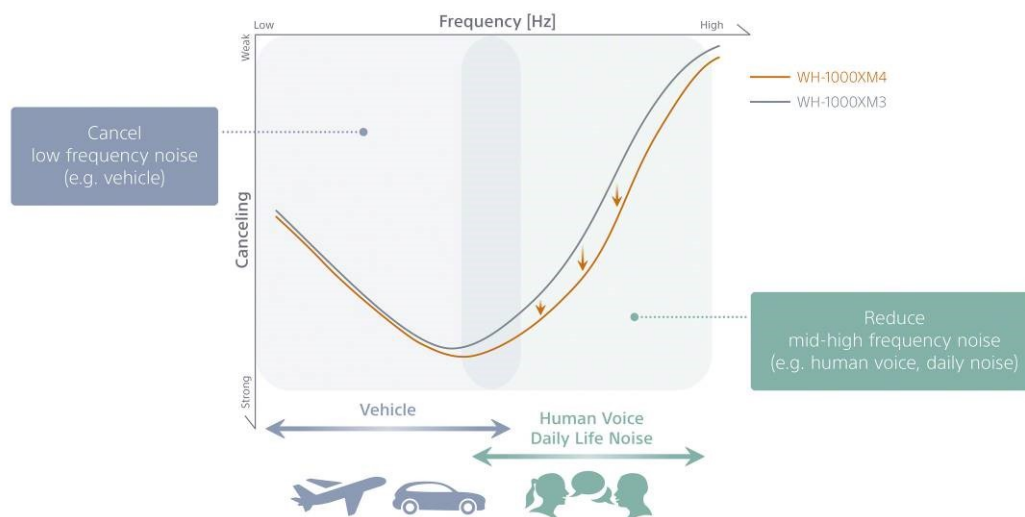 Frequency [Hz]
Low
High
Weak
Canceling
Strong
WH-1000XM4
WH-1000XM3
Cancel
low frequency noise
(e.g. vehicle)
Reduce
mid-high frequency noise
(e.g. human voice, daily noise)
Vehicle
Human Voice
Daily Life Noise